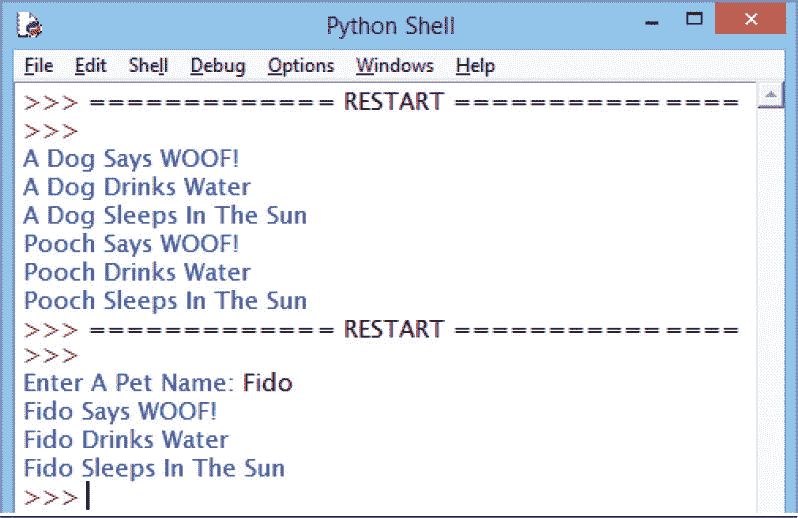 Python Shell
File Edit Shell Debug Options Windows Help
>>> ============= RESTART ================
>>>
A Dog Says WOOF!
A Dog Drinks Water
A Dog Sleeps In The Sun
Pooch Says WOOF!
Pooch Drinks Water
Pooch Sleeps In The Sun
>>> ============= RESTART ================
>>>
Enter A Pet Name: Fido
Fido Says WOOF!
Fido Drinks Water
Fido Sleeps In The Sun
>>>